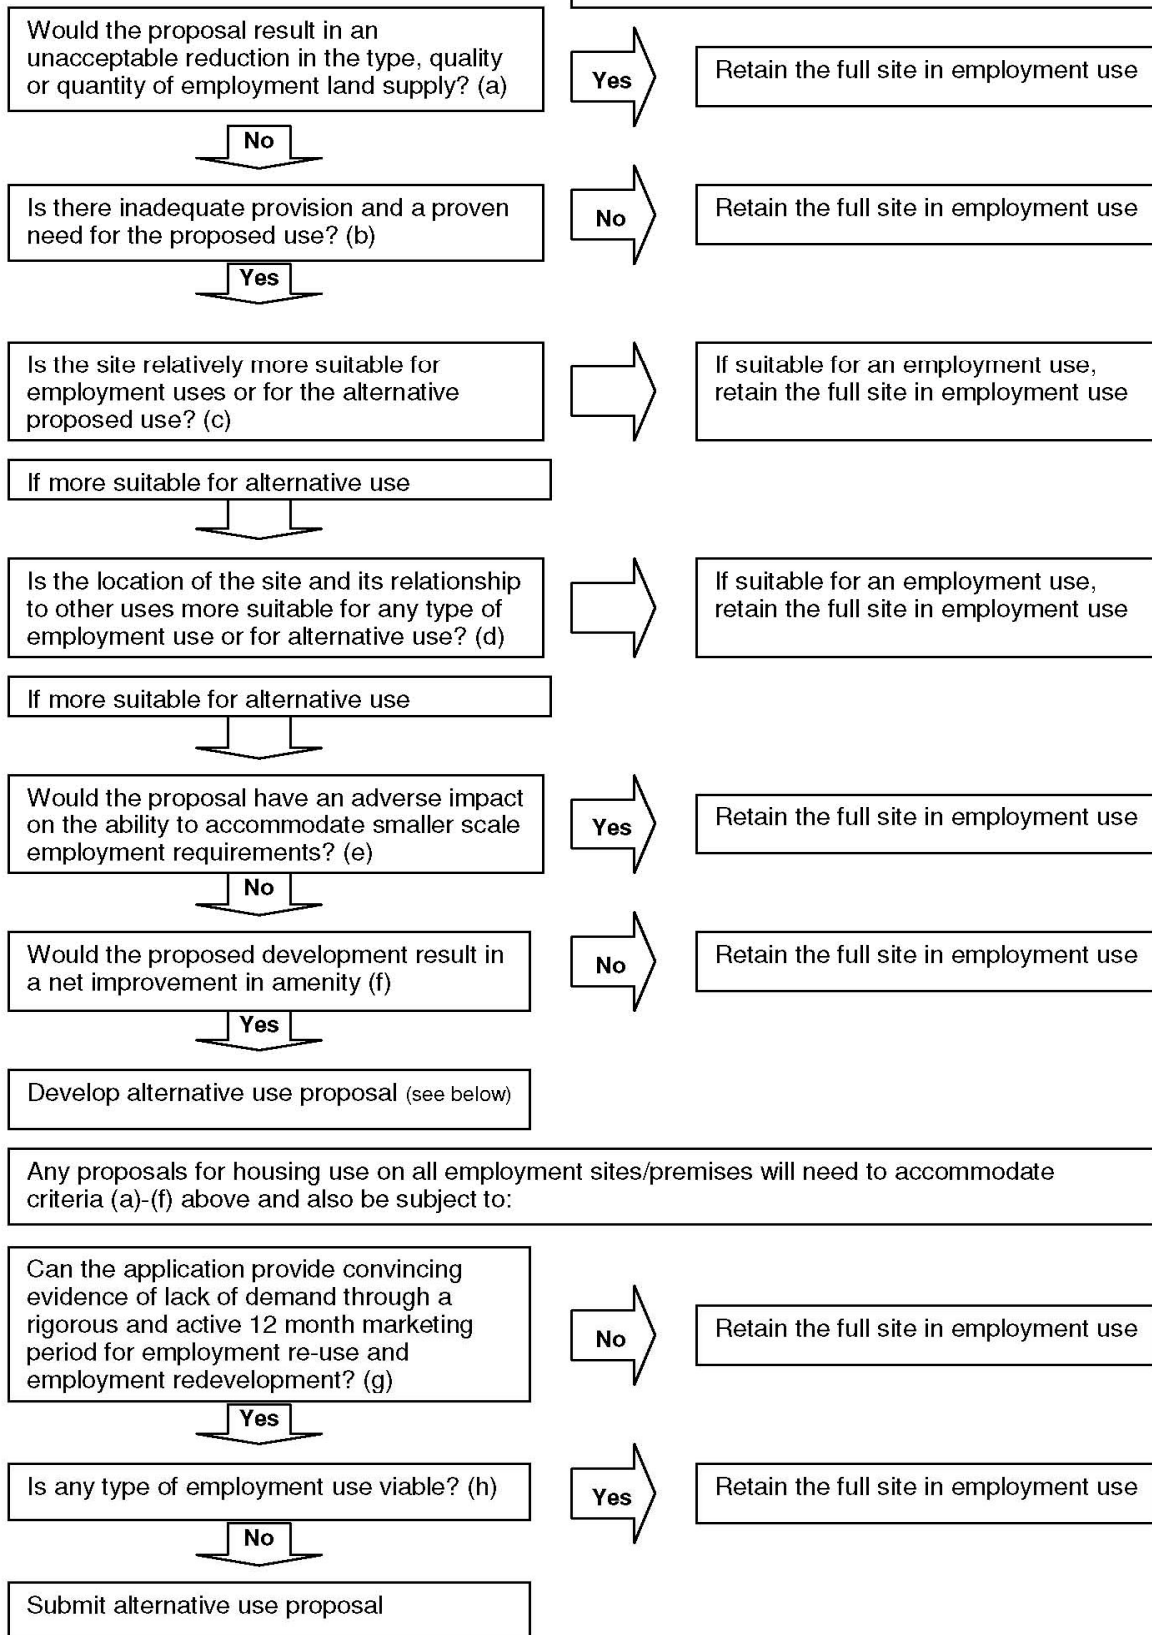 Would the proposal result in an
unacceptable reduction in the type, quality
or quantity of employment land supply? (a)
Yes
Retain the full site in employment use
No
Is there inadequate provision and a proven
need for the proposed use? (b)
No
Retain the full site in employment use
Yes
Is the site relatively more suitable for
employment uses or for the alternative
proposed use? (c)
If suitable for an employment use,
retain the full site in employment use
If more suitable for alternative use
Is the location of the site and its relationship
to other uses more suitable for any type of
employment use or for alternative use? (d)
If suitable for an employment use,
retain the full site in employment use
If more suitable for alternative use
Would the proposal have an adverse impact
on the ability to accommodate smaller scale
employment requirements? (e)
Yes
Retain the full site in employment use
No
Would the proposed development result in
a net improvement in amenity (f)
No
Retain the full site in employment use
Yes
Develop alternative use proposal (see below)
Any proposals for housing use on all employment sites/premises will need to accommodate
criteria (a)-(f) above and also be subject to:
Can the application provide convincing
evidence of lack of demand through a
rigorous and active 12 month marketing
period for employment re-use and
employment redevelopment? (g)
No
Retain the full site in employment use
Yes
Is any type of employment use viable? (h)
Yes
Retain the full site in employment use
No
Submit alternative use proposal